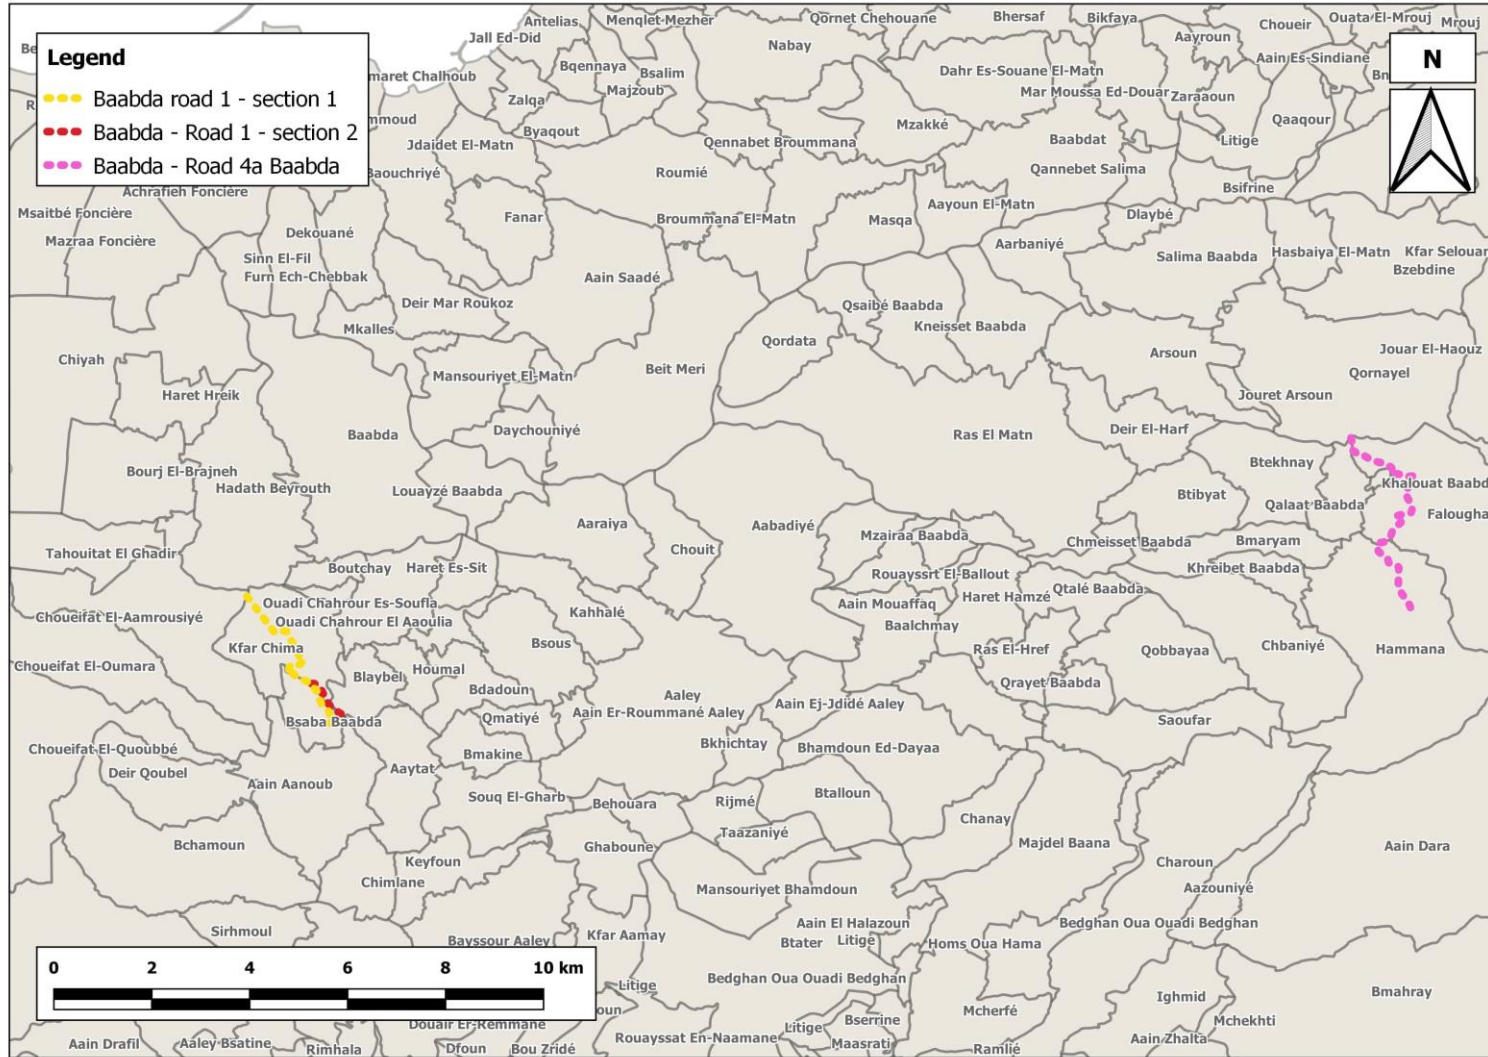 Antelias
Menqlet-Mezher
Qornet Chehouane
Bhersaf
Bikfaya
Choueir
Ouata El-Mrouj
Mrouj
Jall Ed-Did
Nabay
Aayroun
Aain Es-Sindiane
Legend
N
Bqennaya
Bsalim
Dahr Es-Souane El-Matn
maret Chalhoub
Majzoub
Mar Moussa Ed-Douar
Zaraaoun
Zalqa
Baabda road 1 - section 1
Baabda - Road 1 - section 2
Baabda - Road 4a Baabda
mmoud
Byaqout
Mzakké
Qaaqour
Jdaidet El-Matn
Qennabet Broummana
Baabdat
Litige
Baouchriyé
Roumié
Qannebet Salima
Bsifrine
Achrafieh Foncière
Msaitbé Foncière
Fanar
Broummana El-Matn
Masqa
Aayoun El-Matn
Dlaybé
Mazraa Foncière
Dekouané
Aarbaniyé
Salima Baabda
Hasbaiya El-Matn
Kfar Selouan
Bzebdine
Sinn El-Fil
Furn Ech-Chebbak
Aain Saadé
Deir Mar Roukoz
Qsaibé Baabda
Kneisset Baabda
Mkalles
Qordata
Chiyah
Arsoun
Jouar El-Haouz
Mansouriyet El-Matn
Beit Meri
Qornayel
Haret Hreik
Jouret Arsoun
Baabda
Daychouniyé
Ras El Matn
Deir El-Harf
Bourj El-Brajneh
Btekhnay
Hadath Beyrouth
Louayzé Baabda
Btibyat
Khalouat Baabd
Qalaat Baabda
Falougha
Aaraiya
Aabadiyé
Tahouitat El Ghadir
Chouit
Mzairaa Baabda
Chmeisset Baabda
Bmaryam
Boutchay
Haret Es-Sit
Rouayssrt El-Ballout
Khreibet Baabda
Choueifat El-Aamrousiyé
Ouadi Chahrour Es-Soufla
Ouadi Chahrour El Aaoulia
Kahhalé
Aain Mouaffaq
Haret Hamzé
Qtalé Baabda
Baalchmay
Kfar Chima
Bsous
Ras El-Href
Qobbayaa
Chbaniyé
Hammana
Choueifat El-Oumara
Blaybel
Houmal
Bdadoun
Qrayet Baabda
Aaley
Aain Er-Roummané Aaley
Aain Ej-Jdidé Aaley
Bsaba Baabda
Qmatiyé
Saoufar
Choueifat El-Quoubbé
Bmakine
Bkhichtay
Bhamdoun Ed-Dayaa
Deir Qoubel
Aain Aanoub
Aaytat
Souq El-Gharb
Behouara
Rijmé
Btalloun
Taazaniyé
Chanay
Bchamoun
Ghaboune
Majdel Baana
Aain Dara
Keyfoun
Charoun
Chimlane
Mansouriyet Bhamdoun
Aazouniyé
Sirhmoul
Bayssour Aaley
Kfar Aamay
Aain El Halazoun
Bedghan Oua Ouadi Bedghan
Btater
Litige
Homs Oua Hama
0 2 4 6 8 10 km
Litige
Bedghan Oua Ouadi Bedghan
Ighmid
Bmahray
oun
Mcherfé
Douair Er-Remmane
Bserrine
Mchekhti
Litige
Rouayssat En-Naamane
Maasrati
Aain Zhalta
Aain Drafil
Aaley Bsatine
Rimhala
Dfoun
Bou Zridé
Ramlié